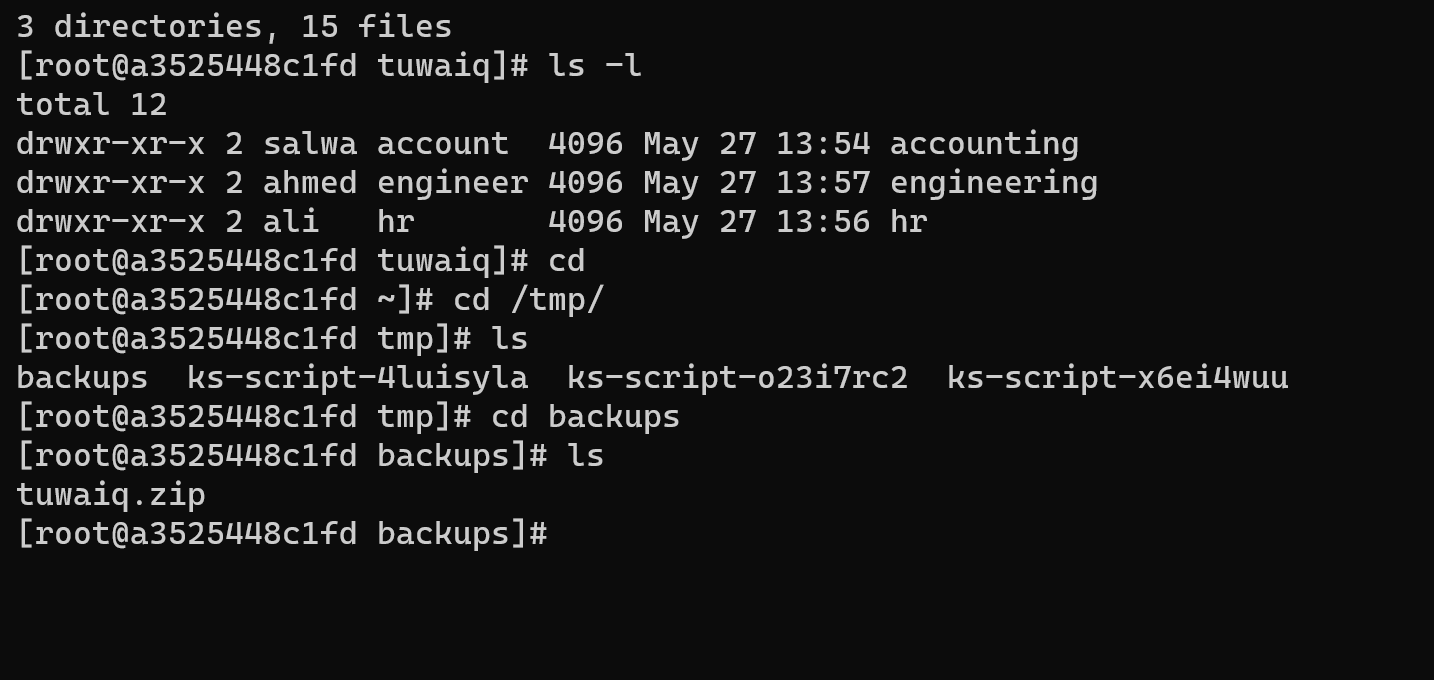 3 directories, 15 files
[root@a3525448c1fd tuwaiq]# ls -l
total 12
drwxr-xr-x 2 salwa account  4096 May 27 13:54 accounting
drwxr-xr-x 2 ahmed engineer 4096 May 27 13:57 engineering
drwxr-xr-x 2 ali   hr       4096 May 27 13:56 hr
[root@a3525448c1fd tuwaiq]# cd
[root@a3525448c1fd ~]# cd /tmp/
[root@a3525448c1fd tmp]# ls
backups  ks-script-4luisyla  ks-script-o23i7rc2  ks-script-x6ei4wuu
[root@a3525448c1fd tmp]# cd backups
[root@a3525448c1fd backups]# ls
tuwaiq.zip
[root@a3525448c1fd backups]#